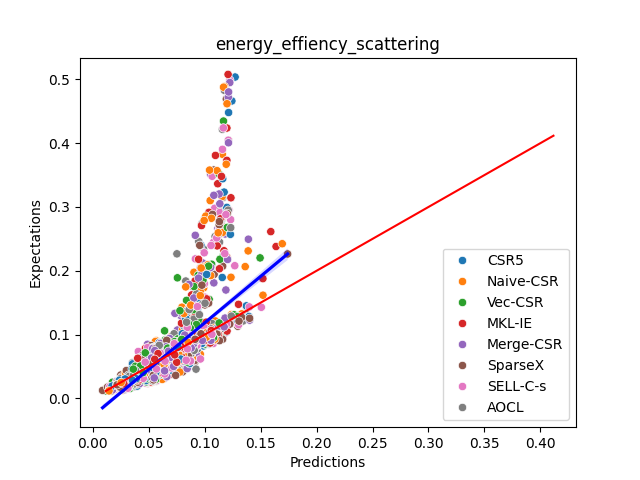 energy_effiency_scattering
Expectations
0.5
0.4
0.3
0.2
0.1
0.0
CSR5
Naive-CSR
Vec-CSR
MKL-IE
Merge-CSR
SparseX
SELL-C-s
AOCL
0.00 0.05 0.10 0.15 0.20 0.25 0.30 0.35 0.40
Predictions